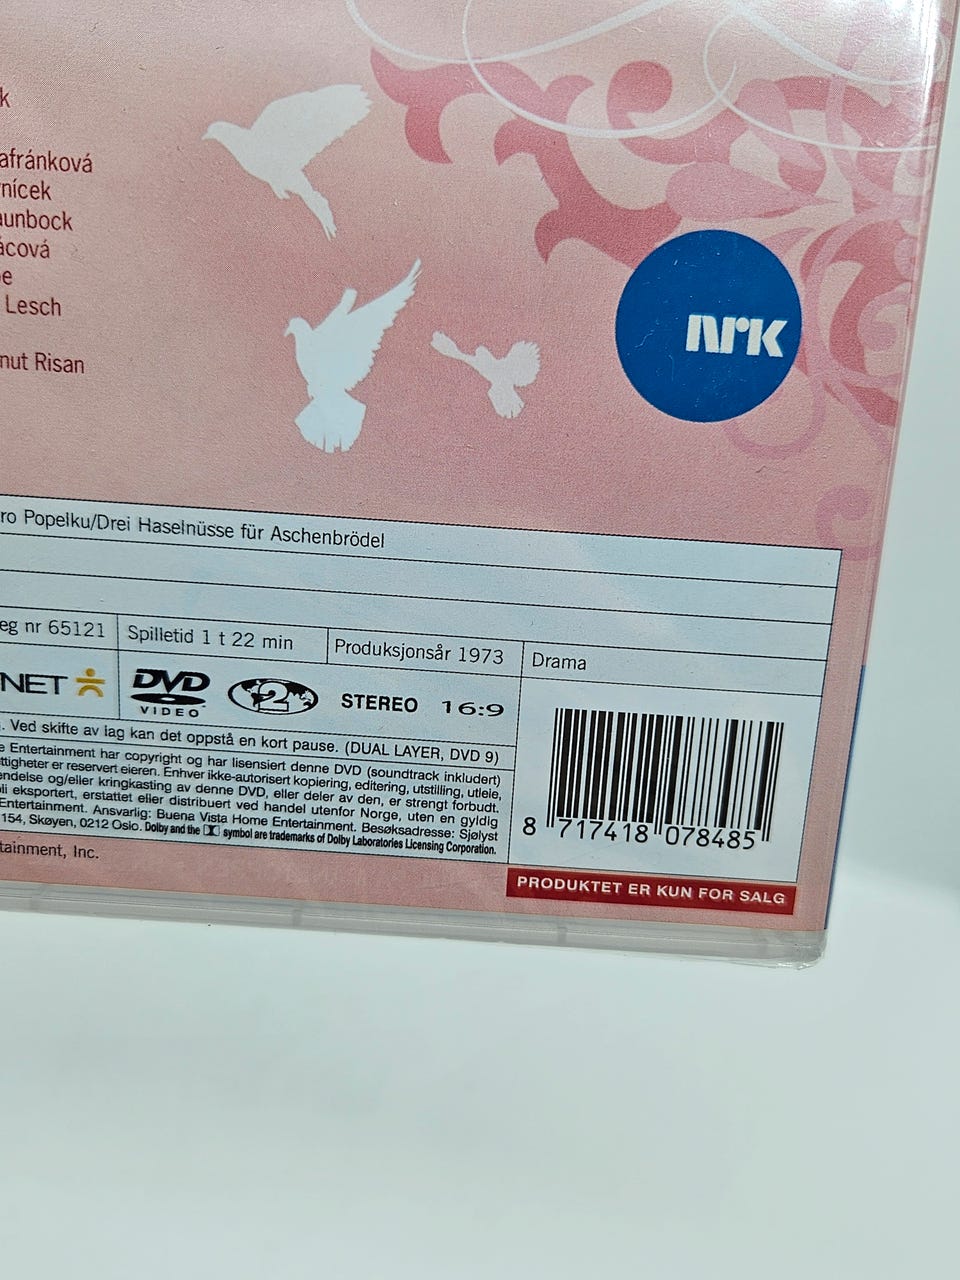 k
afránková
nícek
aunbock
ácová
e
Lesch
nut Risan
nrk
ro Popelku/Drei Haselnüsse für Aschenbrödel
eg nr 65121
Spilletid 1 t 22 min
Produksjonsår 1973
Drama
NET
DVD
VIDEO
2
STEREO
16:9
. Ved skifte av lag kan det oppstå en kort pause. (DUAL LAYER, DVD 9)
e Entertainment har copyright og har lisensiert denne DVD (soundtrack inkludert)
ttigheter er reservert eieren. Enhver ikke-autorisert kopiering, editering, utstilling, utleie,
endelse og/eller kringkasting av denne DVD, eller deler av den, er strengt forbudt.
li eksportert, erstattet eller distribuert ved handel utenfor Norge, uten en gyldig
Entertainment. Ansvarlig: Buena Vista Home Entertainment. Besøksadresse: Sjølyst
154, Skøyen, 0212 Oslo. Dolby and the symbol are trademarks of Dolby Laboratories Licensing Corporation.
tainment, Inc.
8 717418 078485
PRODUKTET ER KUN FOR SALG